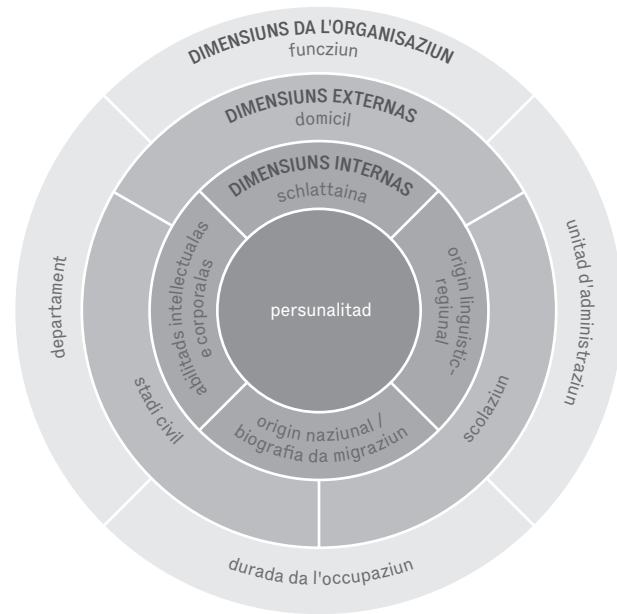 DIMENSIUNS DA L'ORGANISAZIUN
funcziun
DIMENSIUNS EXTERNAS
domicil
DIMENSIUNS INTERNAS
schlattaina
abilitads intellectualas
e corporalas
origin linguistic-
regiunal
persunalitad
departament
unitad d'administraziun
stadi civil
scolaziun
origin naziunal /
biografia da migraziun
durada da l'occupaziun